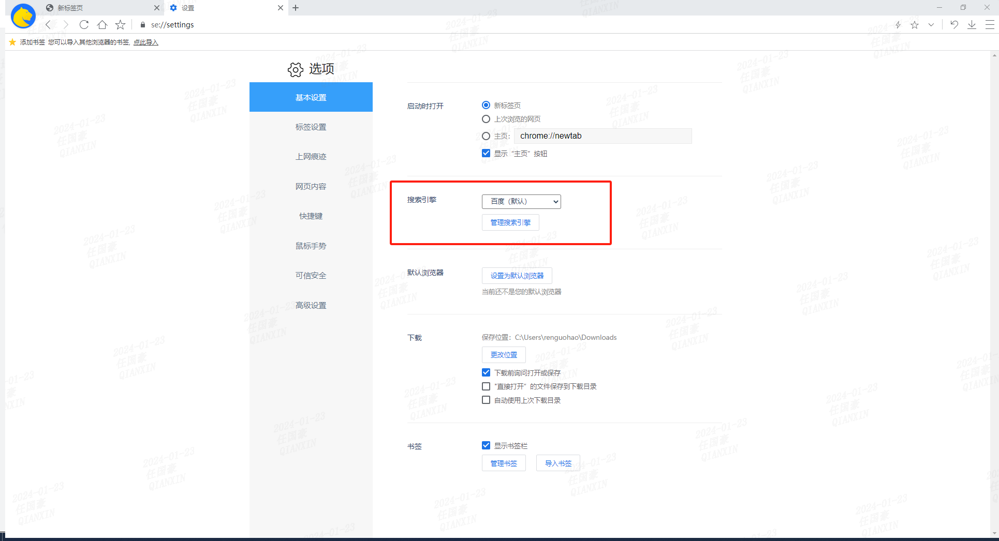 新标签页
设置
se://settings
添加书签 您可以导入其他浏览器的书签, 点此导入
选项
基本设置
标签设置
上网痕迹
网页内容
快捷键
鼠标手势
可信安全
高级设置
启动时打开
新标签页
上次浏览的网页
主页: chrome://newtab
显示“主页”按钮
搜索引擎
百度（默认）
管理搜索引擎
默认浏览器
设置为默认浏览器
当前还不是您的默认浏览器
下载
保存位置: C:\Users\renguohao\Downloads
更改位置
下载前询问打开或保存
"直接打开”的文件保存到下载目录
自动使用上次下载目录
书签
显示书签栏
管理书签
导入书签
2024-01-23
任国豪
QIANXIN